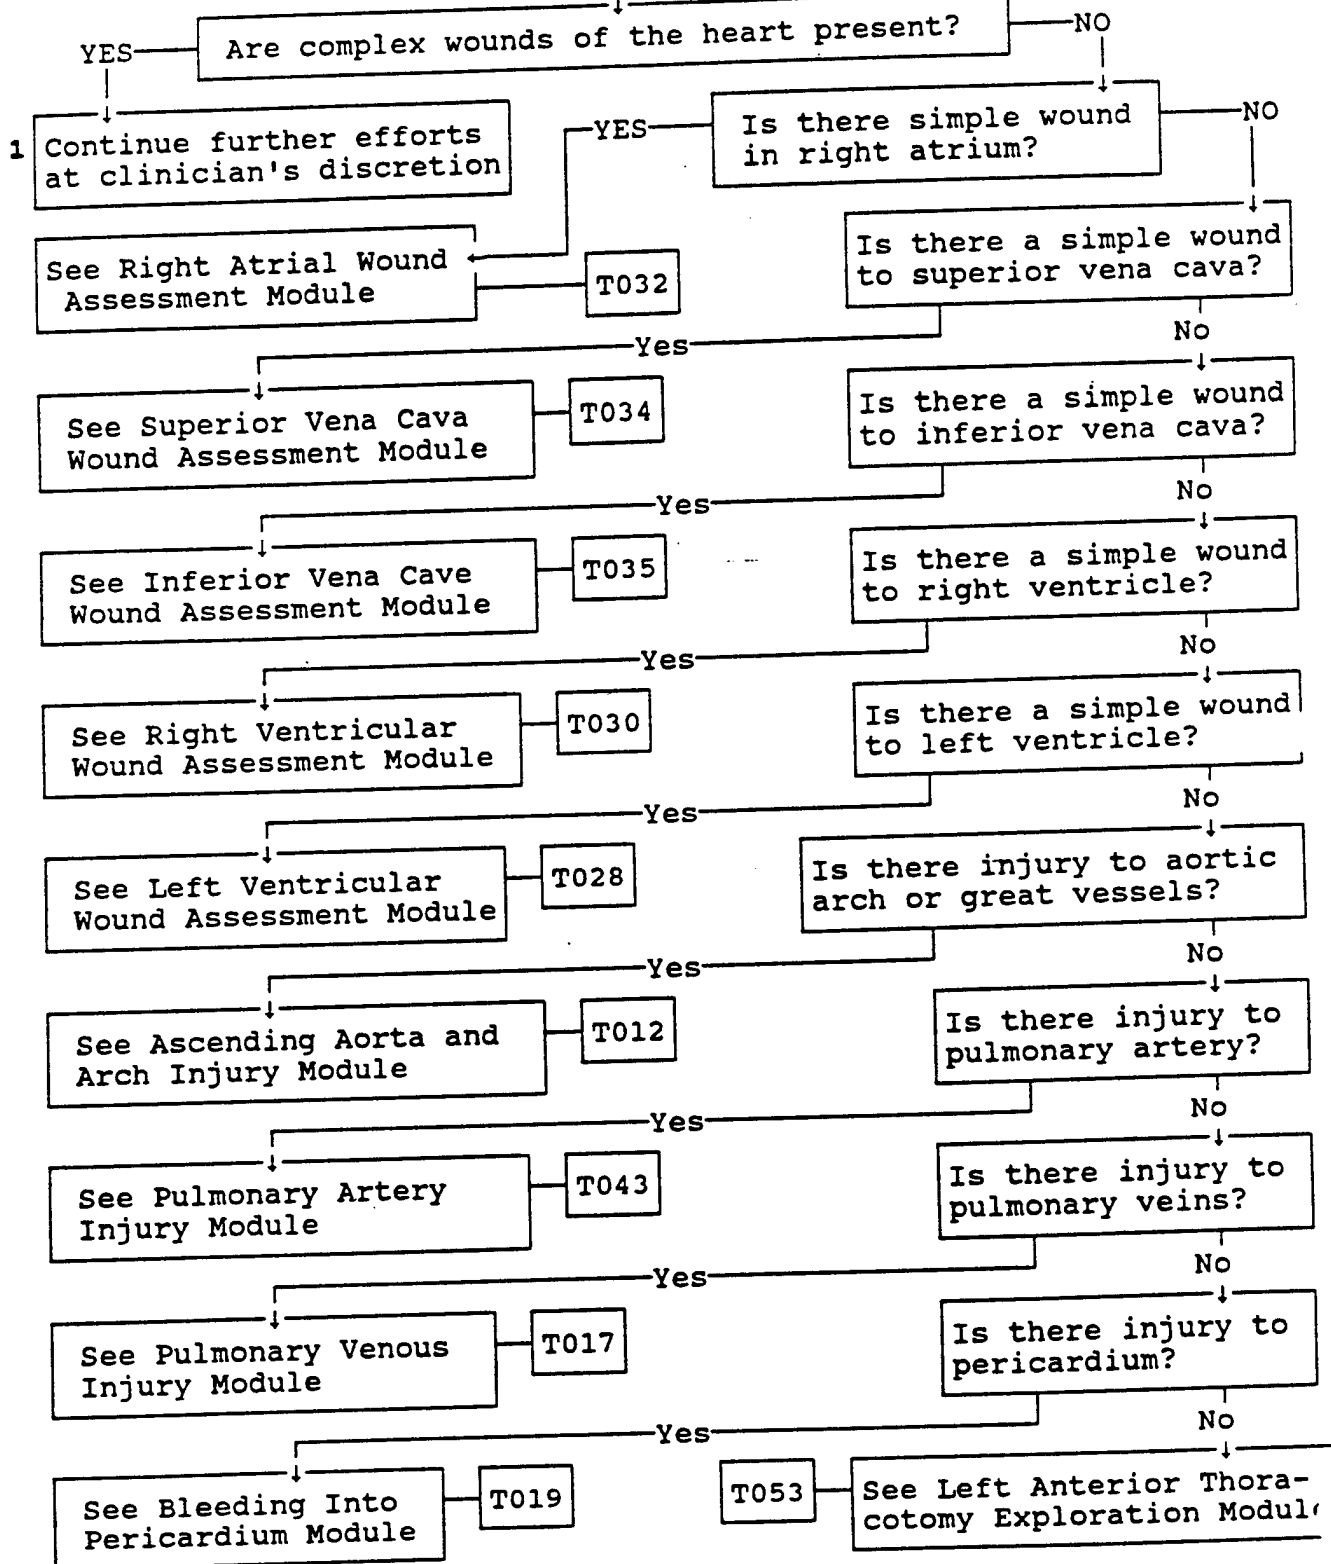 Are complex wounds of the heart present?
YES
NO
1
Continue further efforts
at clinician's discretion
YES
Is there simple wound
in right atrium?
NO
See Right Atrial Wound
Assessment Module
T032
Is there a simple wound
to superior vena cava?
Yes
No
See Superior Vena Cava
Wound Assessment Module
T034
Is there a simple wound
to inferior vena cava?
Yes
No
See Inferior Vena Cave
Wound Assessment Module
T035
Is there a simple wound
to right ventricle?
Yes
No
See Right Ventricular
Wound Assessment Module
T030
Is there a simple wound
to left ventricle?
Yes
No
See Left Ventricular
Wound Assessment Module
T028
Is there injury to aortic
arch or great vessels?
Yes
No
See Ascending Aorta and
Arch Injury Module
T012
Is there injury to
pulmonary artery?
Yes
No
See Pulmonary Artery
Injury Module
T043
Is there injury to
pulmonary veins?
Yes
No
See Pulmonary Venous
Injury Module
T017
Is there injury to
pericardium?
Yes
No
See Bleeding Into
Pericardium Module
T019
T053
See Left Anterior Thora-
cotomy Exploration Module